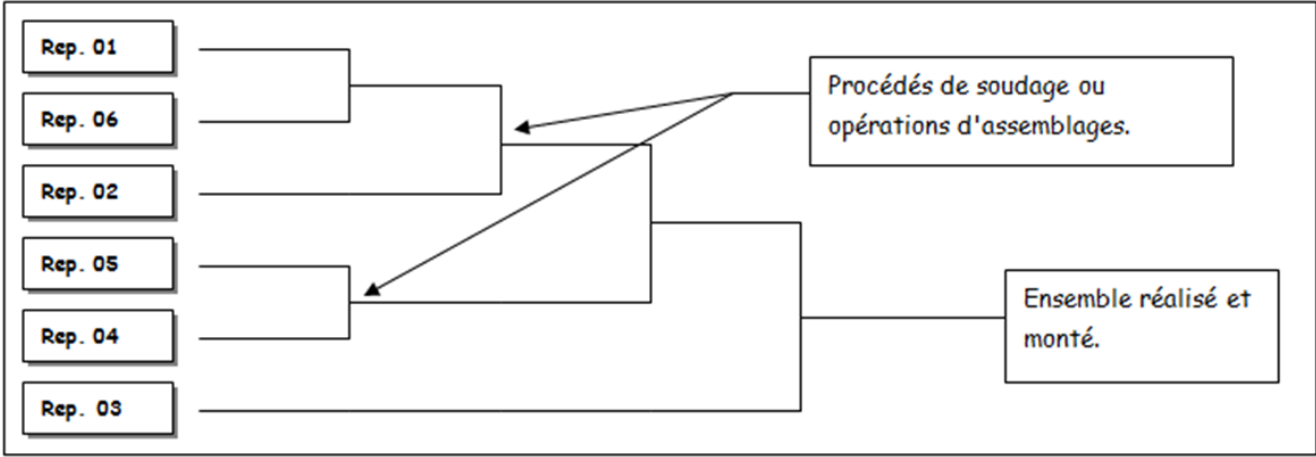 Rep. 01
Rep. 06
Rep. 02
Rep. 05
Rep. 04
Rep. 03
Procédés de soudage ou
opérations d'assemblages.
Ensemble réalisé et
monté.